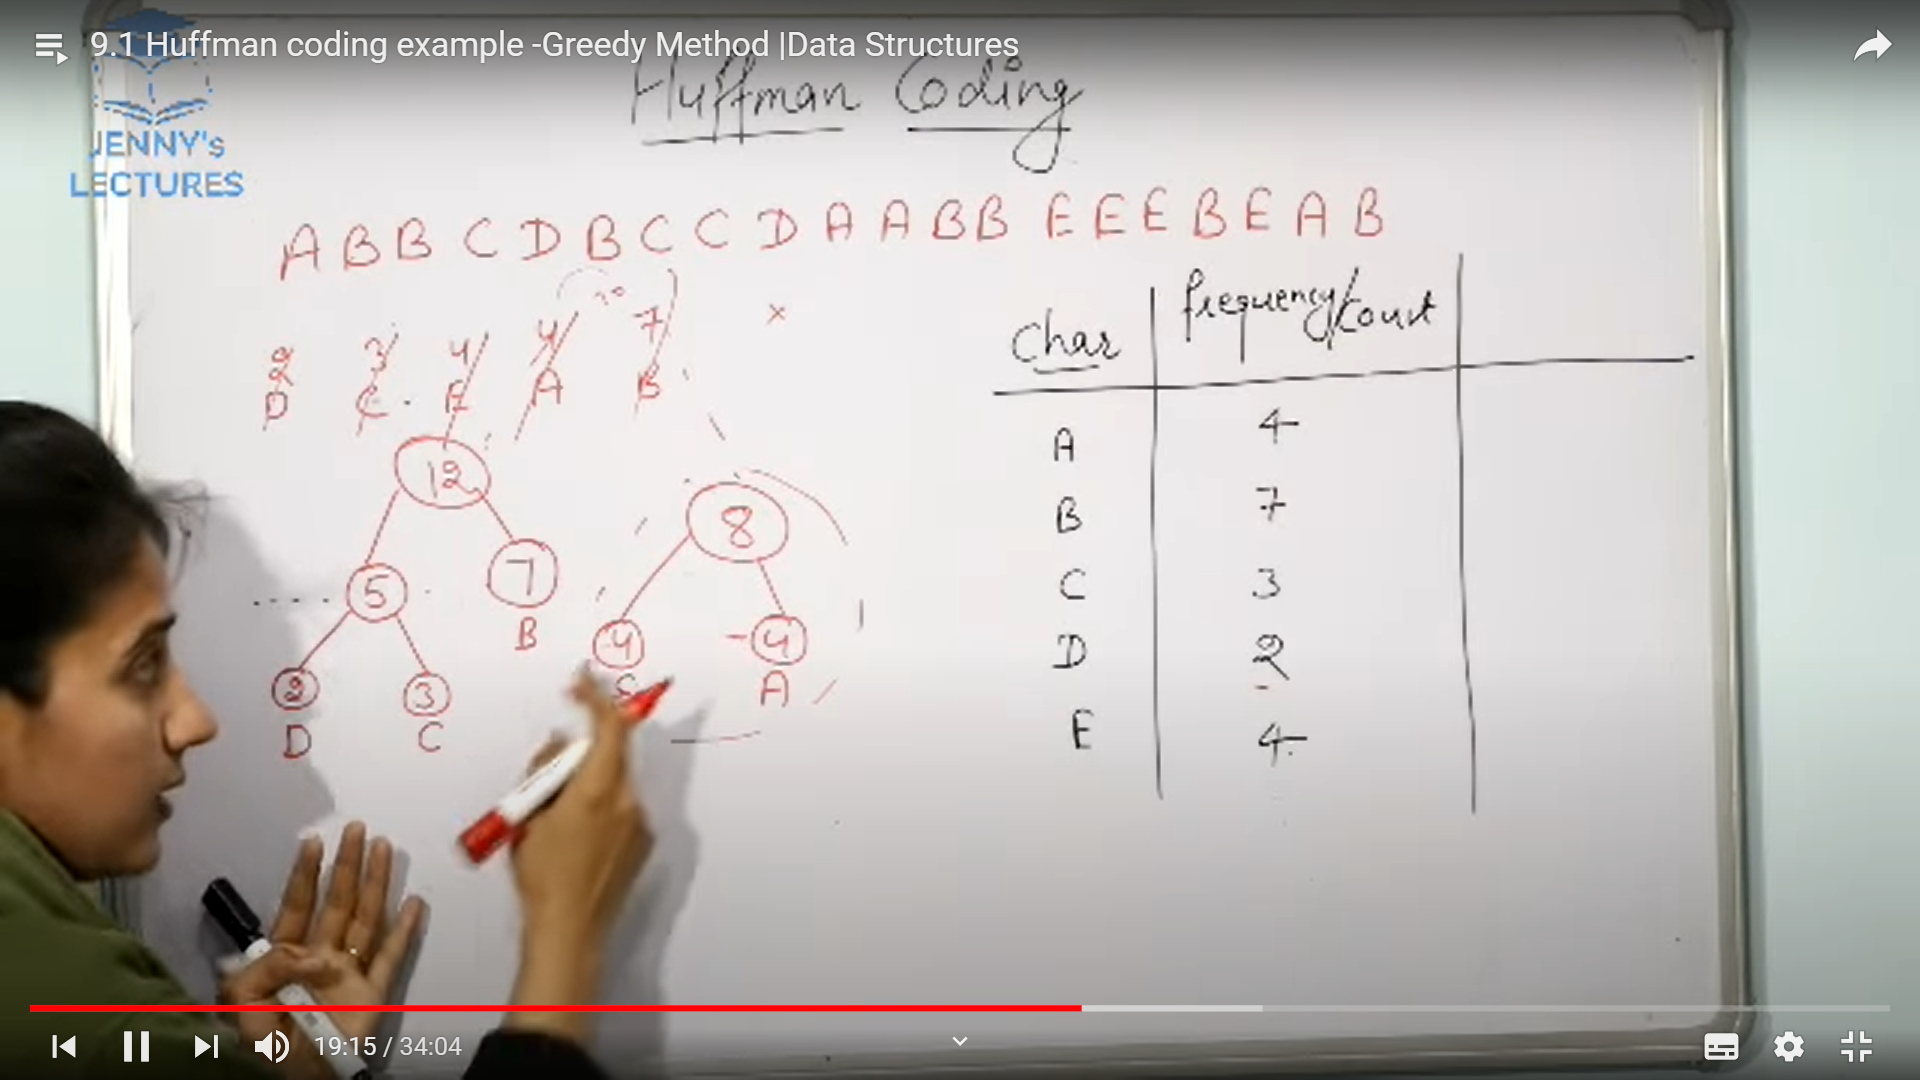 9.1 Huffman coding example -Greedy Method |Data Structures
JENNY's
LECTURES
Huffman Coding
A B B C D B C C D A A B B E E E B E A B
2 3 4 4 7 ×
D C E A B
12
8
5 7
B
4 4
A
2 3
D C
Char frequency/Count
A 4
B 7
C 3
D 2
E 4
19:15 / 34:04